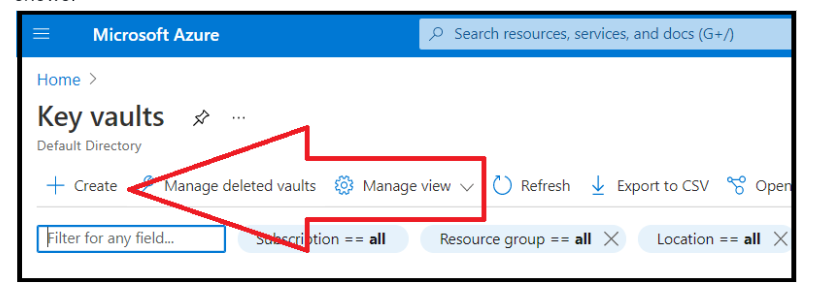 Microsoft Azure
Search resources, services, and docs (G+/)
Home >
Key vaults ...
Default Directory
+ Create Manage deleted vaults Manage view Refresh Export to CSV Open
Filter for any field... Subscription == all Resource group == all Location == all